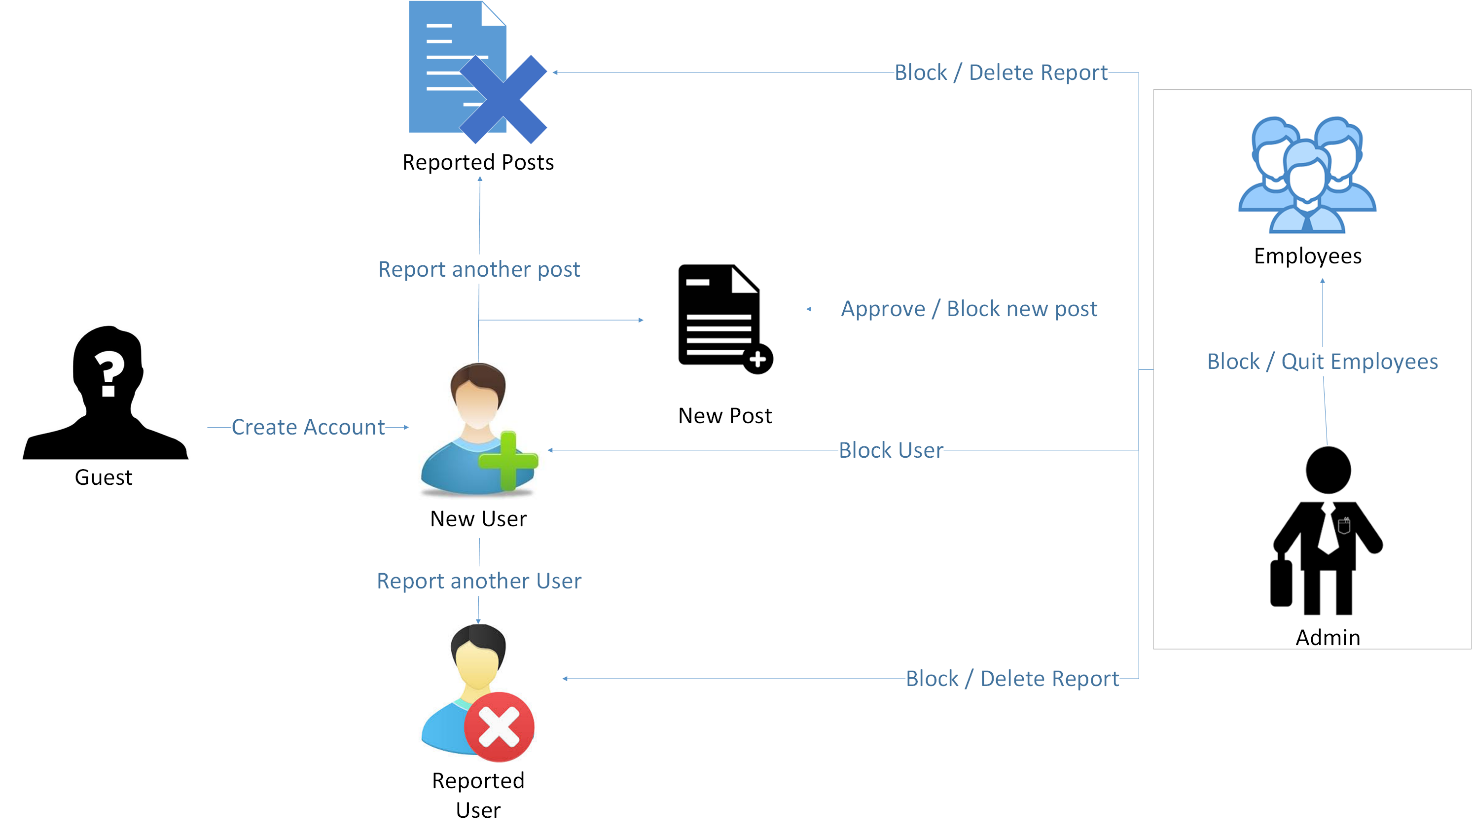 Block / Delete Report
Reported Posts
Employees
Report another post
Approve / Block new post
?
Block / Quit Employees
New Post
Create Account
Block User
Guest
New User
Report another User
Admin
Block / Delete Report
Reported
User